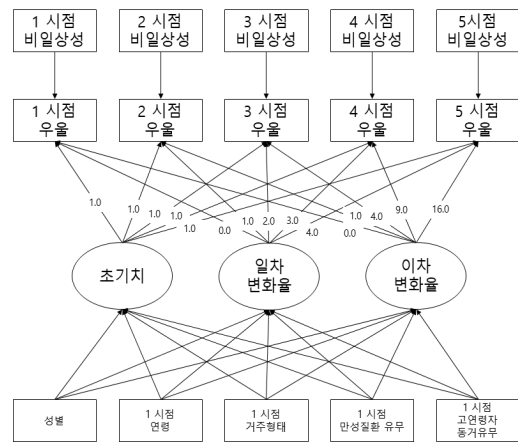 1 시점
비일상성
2 시점
비일상성
3 시점
비일상성
4 시점
비일상성
5시점
비일상성
1 시점
우울
2 시점
우울
3 시점
우울
4 시점
우울
5 시점
우울
1.0
1.0
1.0
1.0
1.0
0.0
1.0
2.0
3.0
4.0
0.0
1.0
4.0
9.0
16.0
초기치
일차
변화율
이차
변화율
성별
1 시점
연령
1 시점
거주형태
1 시점
만성질환 유무
1 시점
고연령자
동거유무